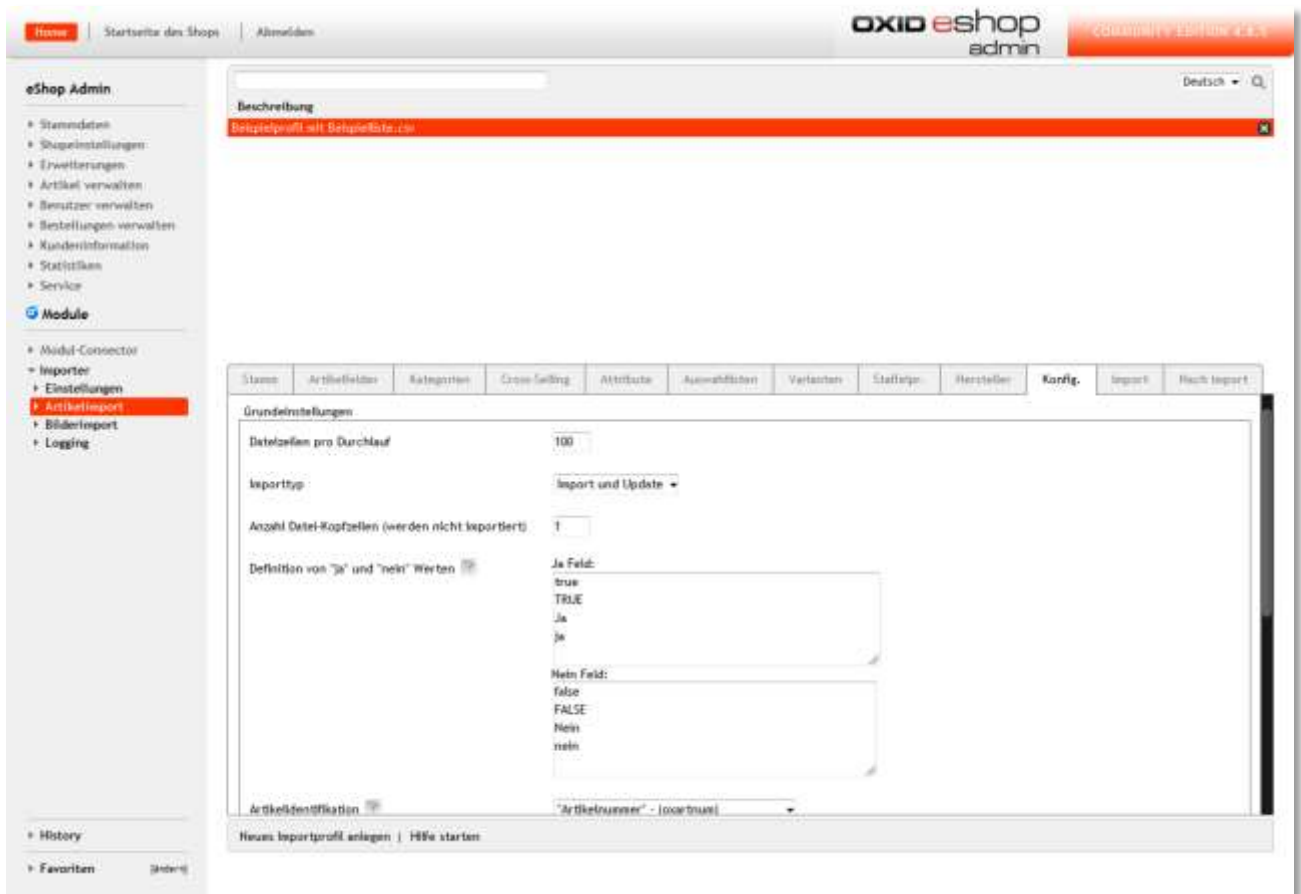 Home | Startseite des Shops | Abmelden
OXID eshop
admin
COMMUNITY EDITION
eShop Admin
Stammdaten
Shopeinstellungen
Erweiterungen
Artikel verwalten
Benutzer verwalten
Bestellungen verwalten
Kundeninformation
Statistiken
Service
Module
Modul-Connector
Importer
Einstellungen
Artikelimport
Bilderimport
Logging
History
Favoriten [ändern]
Deutsch
Beschreibung
Beispielprofil mit Beispielliste.csv
Stamm Artikelfelder Kategorien Cross-Selling Attribute Auswahllisten Varianten Staffelpr. Hersteller Konfig. Import Nach Import
Grundeinstellungen
Dateizeilen pro Durchlauf 100
Importtyp Import und Update
Anzahl Datei-Kopfzeilen (werden nicht importiert) 1
Definition von "ja" und "nein" Werten ?
Ja Feld:
true
TRUE
Ja
ja
Nein Feld:
false
FALSE
Nein
nein
Artikelidentifikation ? "Artikelnummer" - (oxartnum)
Neues Importprofil anlegen | Hilfe starten